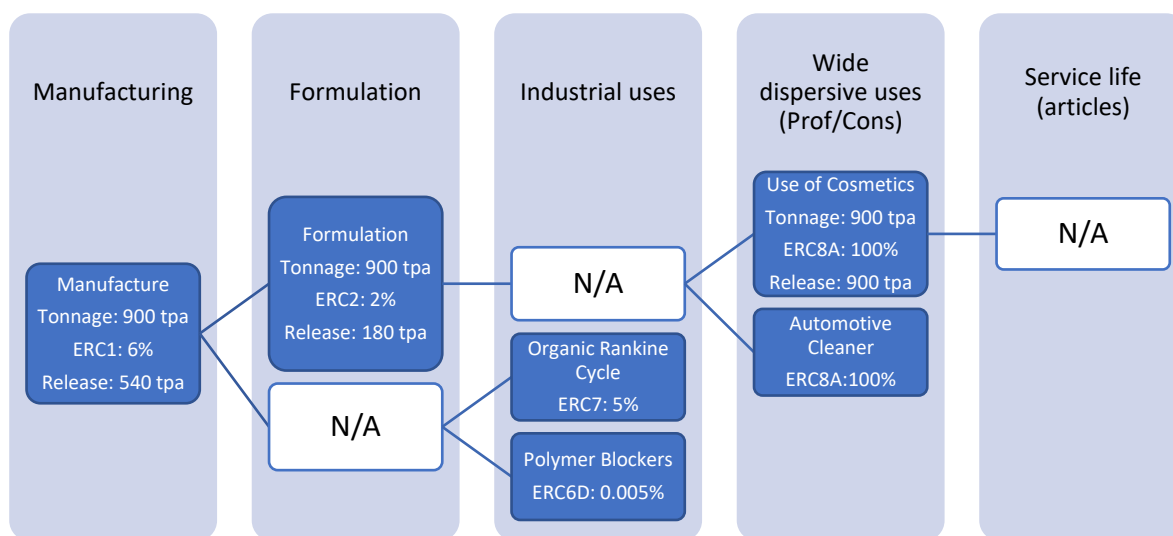 Manufacturing
Formulation
Industrial uses
Wide
dispersive uses
(Prof/Cons)
Service life
(articles)
Manufacture
Tonnage: 900 tpa
ERC1: 6%
Release: 540 tpa
Formulation
Tonnage: 900 tpa
ERC2: 2%
Release: 180 tpa
N/A
N/A
Organic Rankine
Cycle
ERC7: 5%
Polymer Blockers
ERC6D: 0.005%
Use of Cosmetics
Tonnage: 900 tpa
ERC8A: 100%
Release: 900 tpa
Automotive
Cleaner
ERC8A:100%
N/A